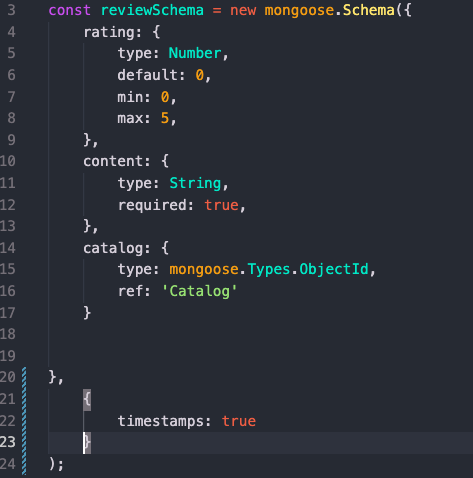 3 const reviewSchema = new mongoose.Schema({
4     rating: {
5         type: Number,
6         default: 0,
7         min: 0,
8         max: 5,
9     },
10     content: {
11         type: String,
12         required: true,
13     },
14     catalog: {
15         type: mongoose.Types.ObjectId,
16         ref: 'Catalog'
17     }
18
19
20 },
21     {
22         timestamps: true
23     }
24 );